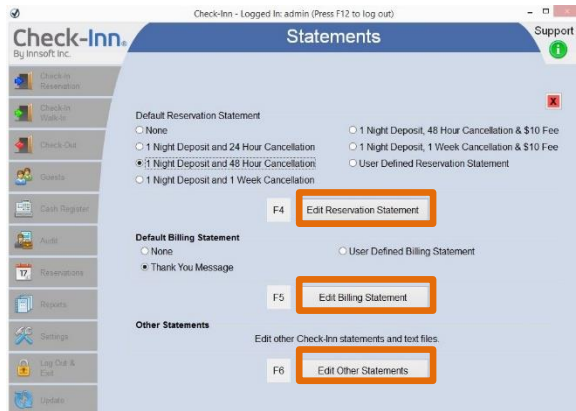 Check-Inn - Logged In: admin (Press F12 to log out)
Check-Inn®
By Innsoft Inc.
Statements
Support
Check-In
Reservation
Check-In
Walk-In
Check-Out
Guests
Cash Register
Audit
17
Reservations
Reports
Settings
Log Out &
Exit
Update
X
Default Reservation Statement
None
1 Night Deposit, 48 Hour Cancellation & $10 Fee
1 Night Deposit and 24 Hour Cancellation
1 Night Deposit, 1 Week Cancellation & $10 Fee
1 Night Deposit and 48 Hour Cancellation
User Defined Reservation Statement
1 Night Deposit and 1 Week Cancellation
F4 Edit Reservation Statement
Default Billing Statement
None
User Defined Billing Statement
Thank You Message
F5 Edit Billing Statement
Other Statements
Edit other Check-Inn statements and text files.
F6 Edit Other Statements